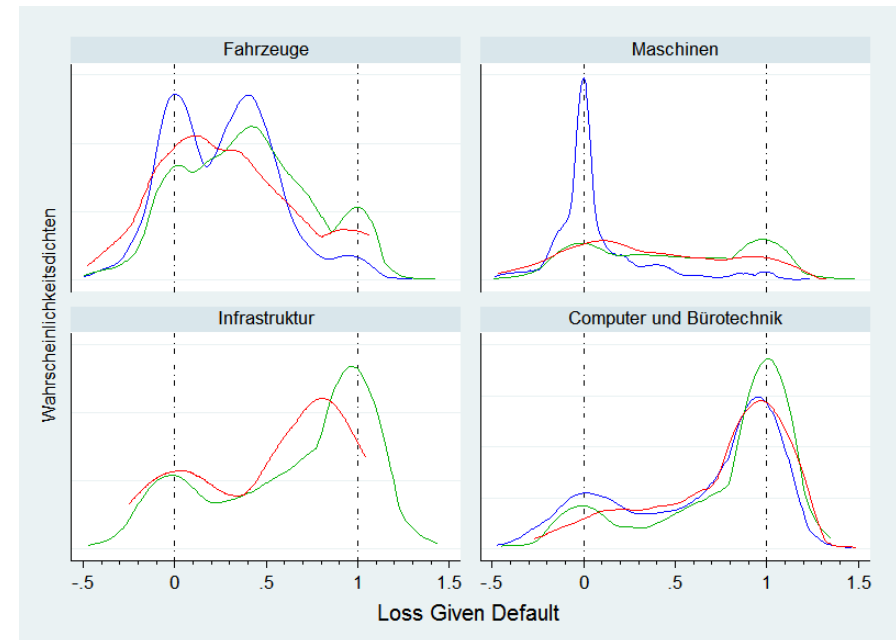 Fahrzeuge
Maschinen
Wahrscheinlichkeitsdichten
Infrastruktur
Computer und Bürotechnik
-.5 0 .5 1 1.5
-.5 0 .5 1 1.5
Loss Given Default